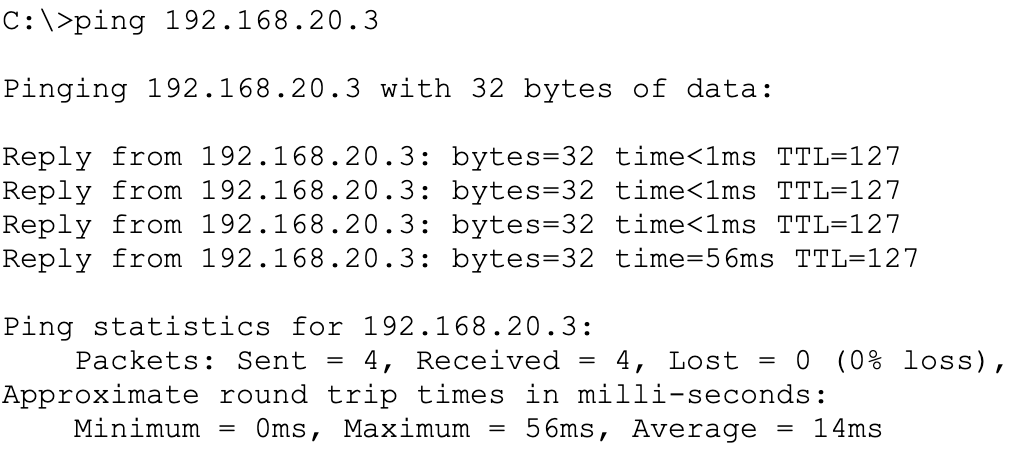 C:\>ping 192.168.20.3
Pinging 192.168.20.3 with 32 bytes of data:
Reply from 192.168.20.3: bytes=32 time<1ms TTL=127
Reply from 192.168.20.3: bytes=32 time<1ms TTL=127
Reply from 192.168.20.3: bytes=32 time<1ms TTL=127
Reply from 192.168.20.3: bytes=32 time=56ms TTL=127
Ping statistics for 192.168.20.3:
    Packets: Sent = 4, Received = 4, Lost = 0 (0% loss),
Approximate round trip times in milli-seconds:
    Minimum = 0ms, Maximum = 56ms, Average = 14ms